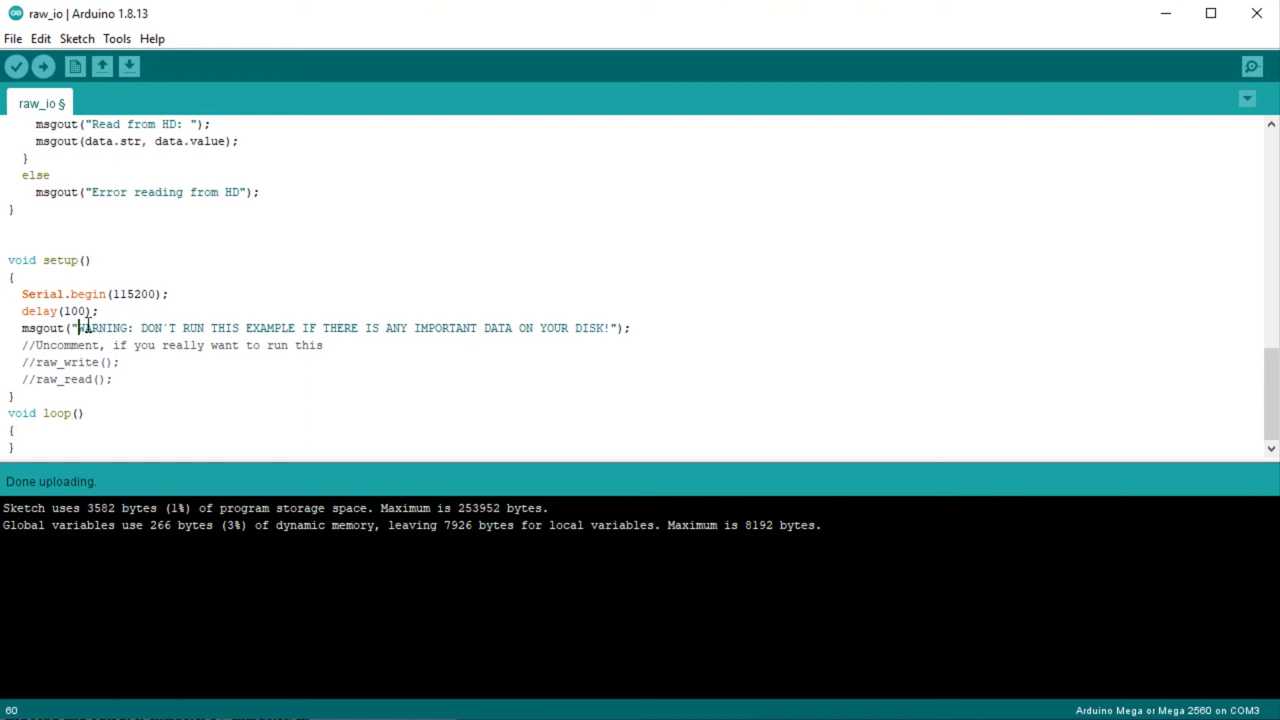 raw_io | Arduino 1.8.13
File Edit Sketch Tools Help
raw_io §
msgout("Read from HD: ");
msgout(data.str, data.value);
}
else
msgout("Error reading from HD");
}
void setup()
{
Serial.begin(115200);
delay(100);
msgout("WARNING: DON´T RUN THIS EXAMPLE IF THERE IS ANY IMPORTANT DATA ON YOUR DISK!");
//Uncomment, if you really want to run this
//raw_write();
//raw_read();
}
void loop()
{
}
Done uploading.
Sketch uses 3582 bytes (1%) of program storage space. Maximum is 253952 bytes.
Global variables use 266 bytes (3%) of dynamic memory, leaving 7926 bytes for local variables. Maximum is 8192 bytes.
60
Arduino Mega or Mega 2560 on COM3